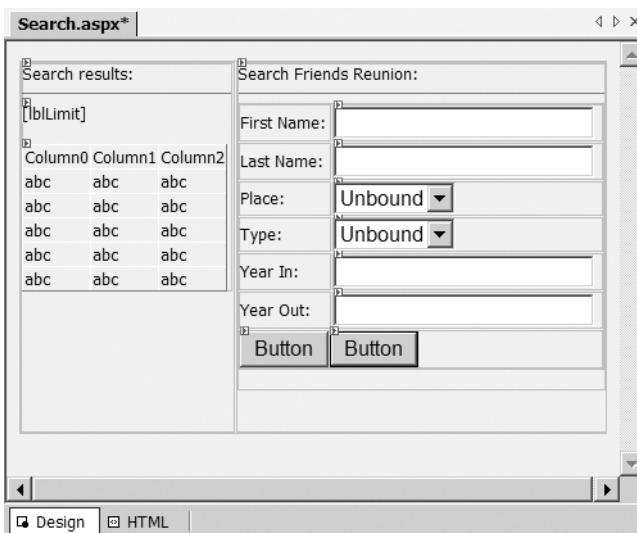 Search.aspx*
Search results:
[lblLimit]
Column0 Column1 Column2
abc abc abc
abc abc abc
abc abc abc
abc abc abc
abc abc abc
Search Friends Reunion:
First Name:
Last Name:
Place: Unbound
Type: Unbound
Year In:
Year Out:
Button Button
Design HTML